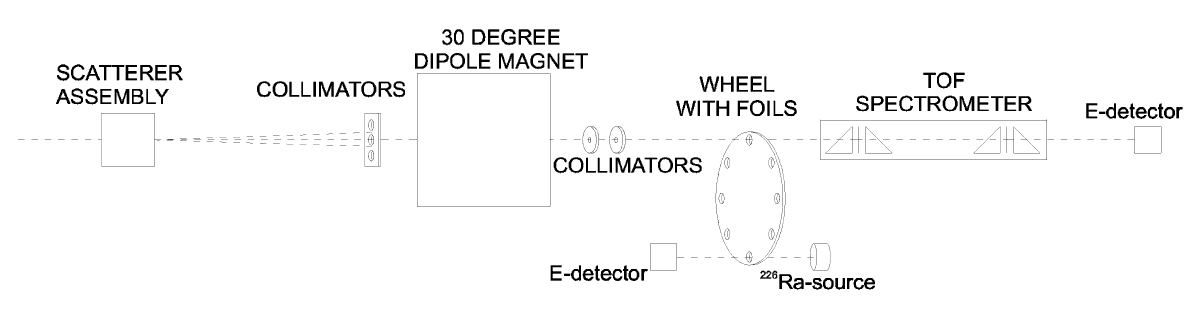 SCATTERER
ASSEMBLY
COLLIMATORS
30 DEGREE
DIPOLE MAGNET
COLLIMATORS
WHEEL
WITH FOILS
TOF
SPECTROMETER
E-detector
E-detector
²²⁶Ra-source